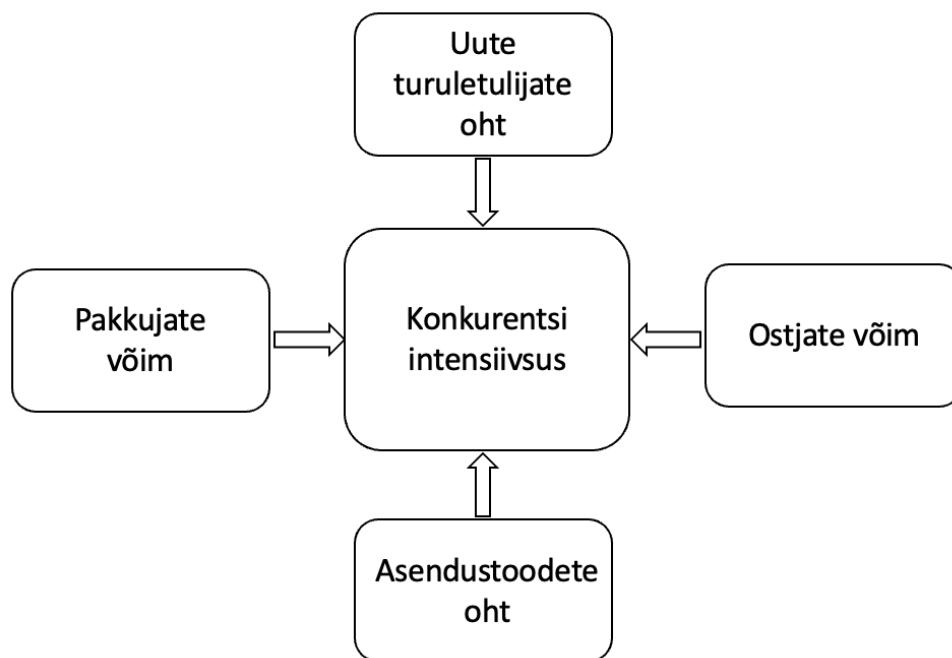 Uute
turuletulijate
oht
Pakkujate
võim
Konkurentsi
intensiivsus
Ostjate võim
Asendustoodete
oht